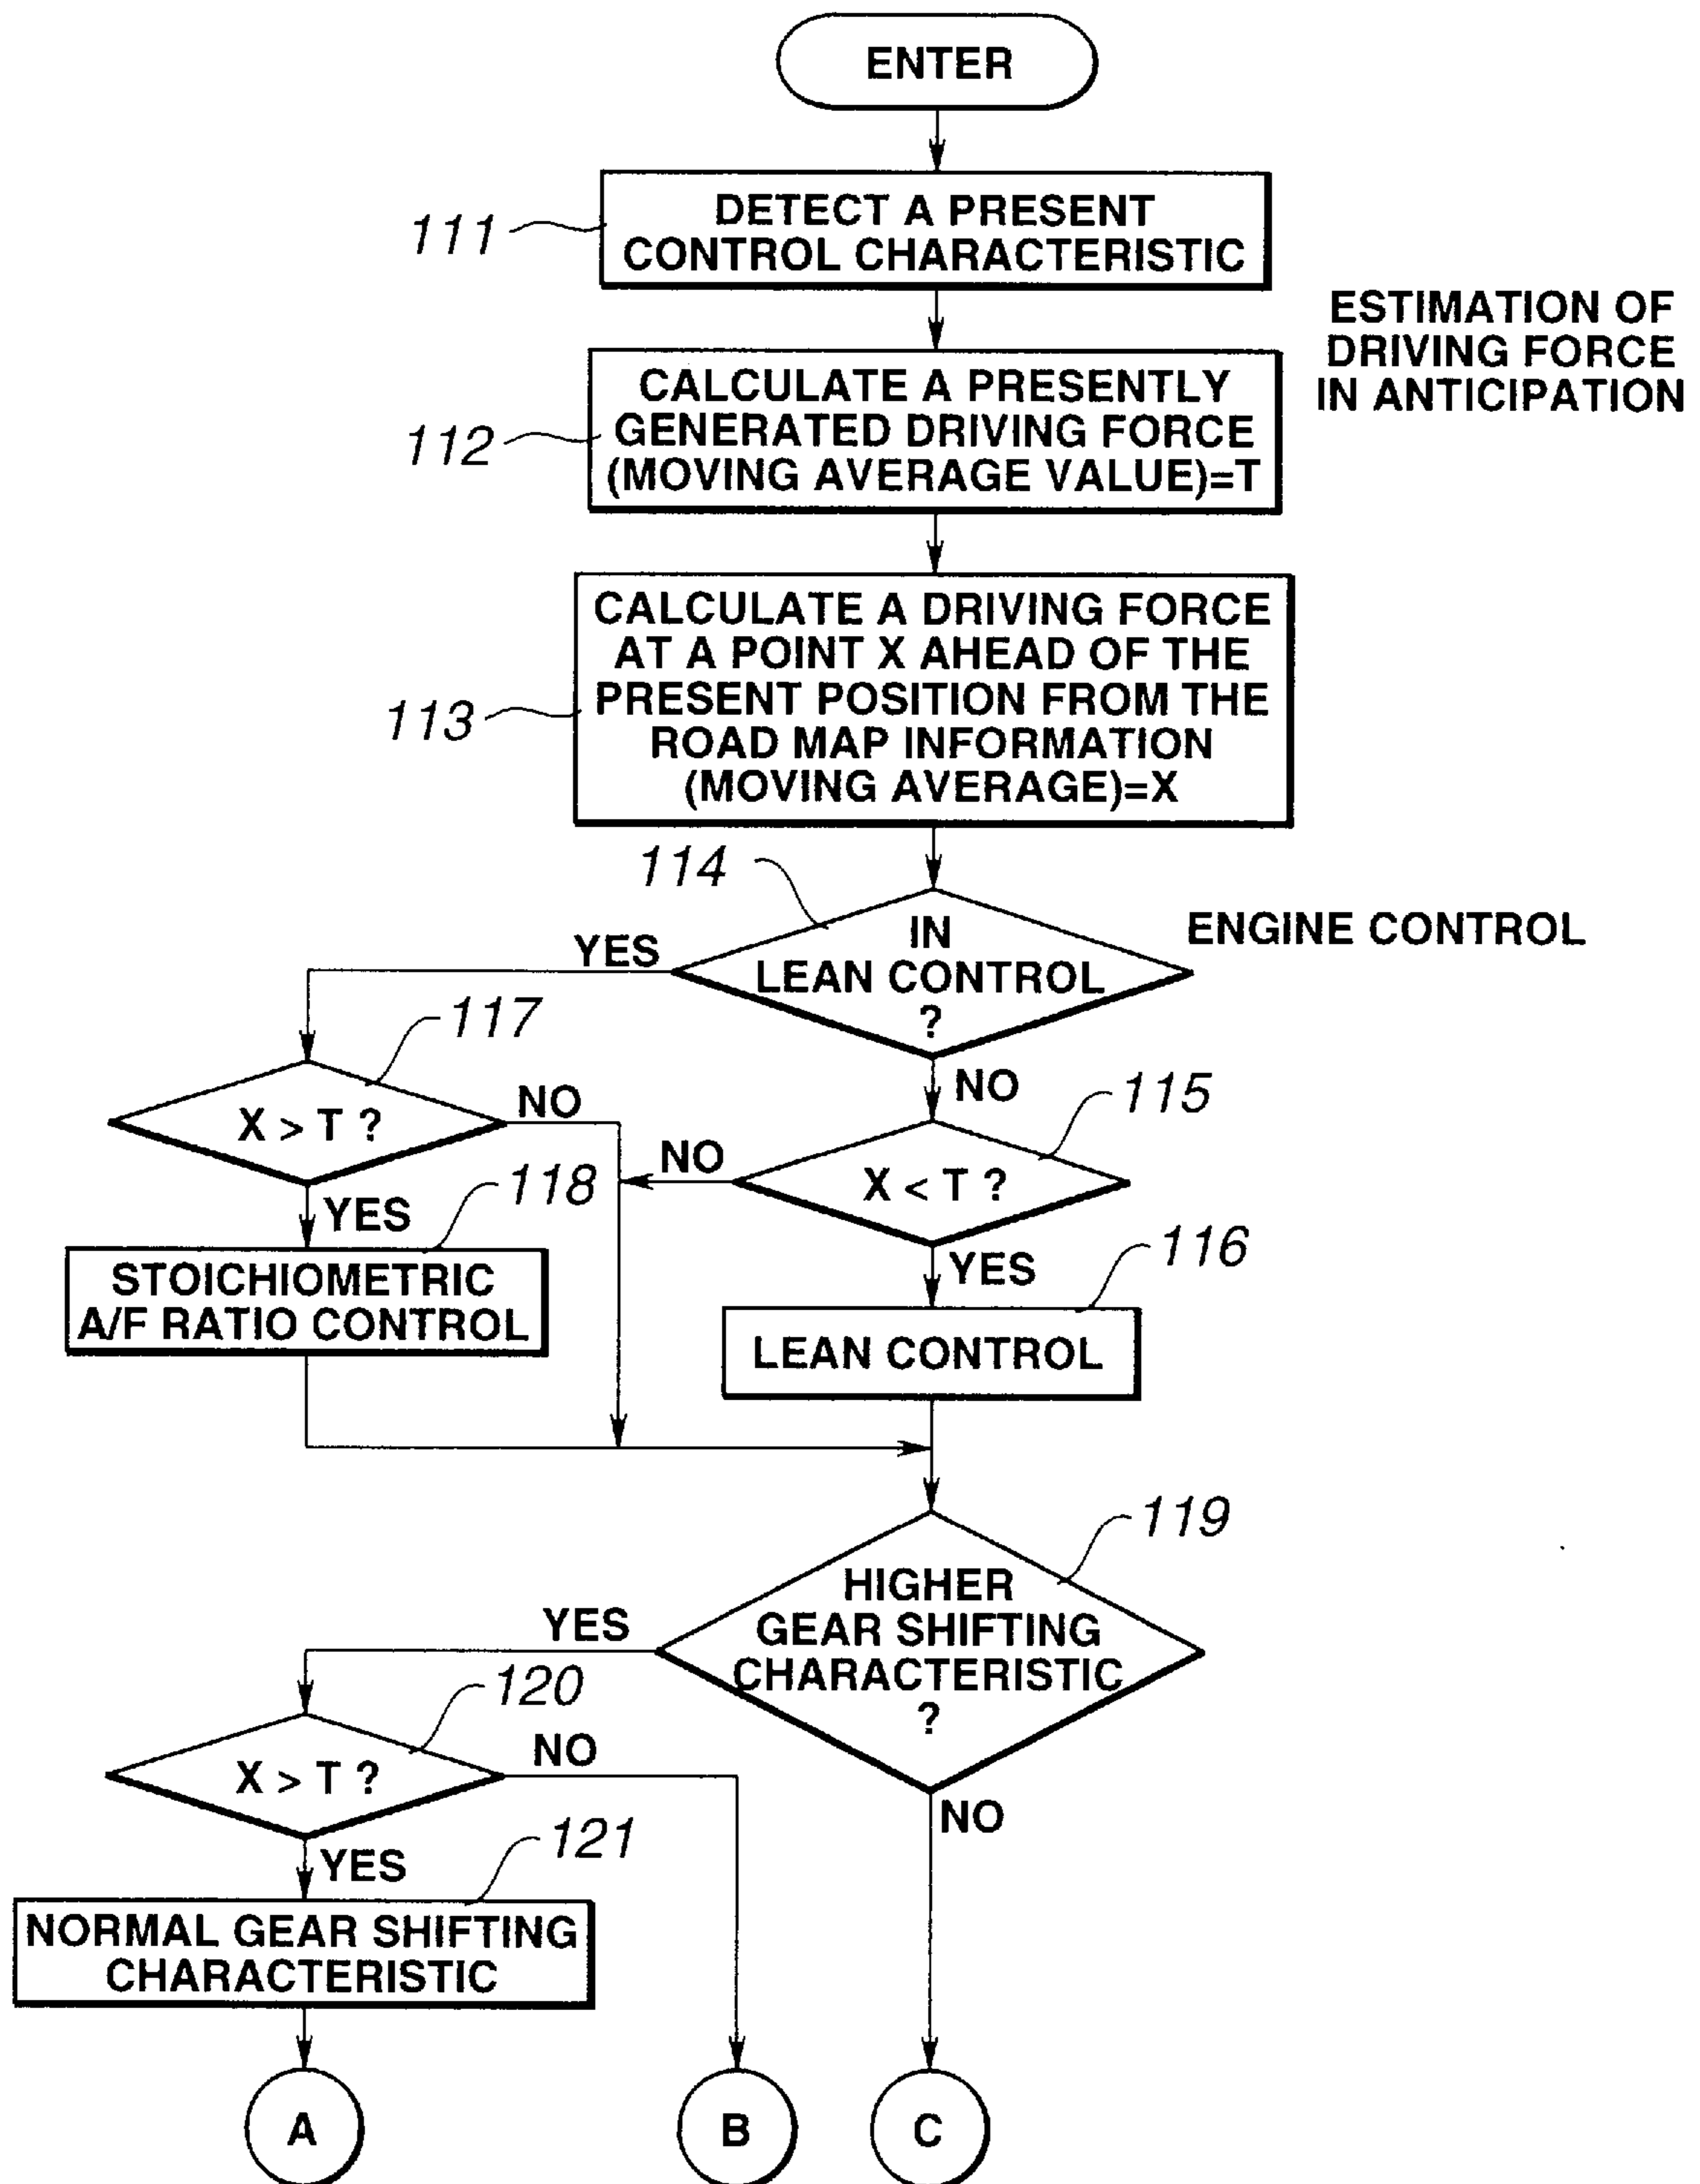 ENTER
111
DETECT A PRESENT
CONTROL CHARACTERISTIC
ESTIMATION OF
DRIVING FORCE
IN ANTICIPATION
112
CALCULATE A PRESENTLY
GENERATED DRIVING FORCE
(MOVING AVERAGE VALUE)=T
113
CALCULATE A DRIVING FORCE
AT A POINT X AHEAD OF THE
PRESENT POSITION FROM THE
ROAD MAP INFORMATION
(MOVING AVERAGE)=X
114
IN
LEAN CONTROL
?
ENGINE CONTROL
YES
NO
117
X > T ?
NO
YES
115
X < T ?
NO
YES
118
STOICHIOMETRIC
A/F RATIO CONTROL
116
LEAN CONTROL
119
HIGHER
GEAR SHIFTING
CHARACTERISTIC
?
YES
NO
120
X > T ?
NO
YES
121
NORMAL GEAR SHIFTING
CHARACTERISTIC
A
B
C